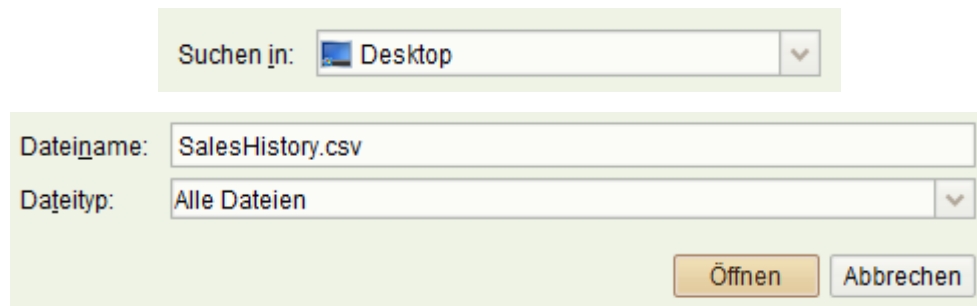 Suchen in: Desktop
Dateiname: SalesHistory.csv
Dateityp: Alle Dateien
Öffnen Abbrechen